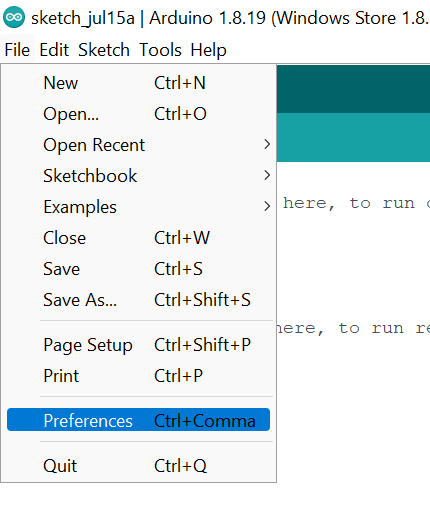 sketch_jul15a | Arduino 1.8.19 (Windows Store 1.8.
File Edit Sketch Tools Help
New Ctrl+N
Open... Ctrl+O
Open Recent
Sketchbook
Examples
here, to run
Close Ctrl+W
Save Ctrl+S
Save As... Ctrl+Shift+S
here, to run re
Page Setup Ctrl+Shift+P
Print Ctrl+P
Preferences Ctrl+Comma
Quit Ctrl+Q